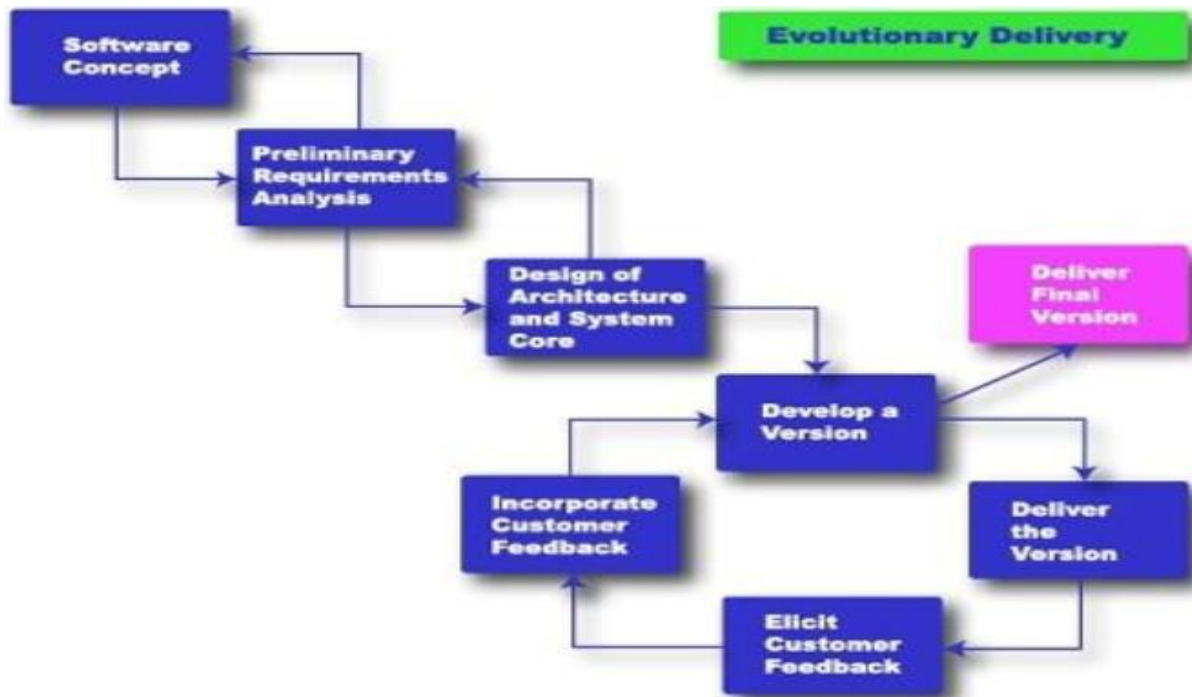 Software
Concept
Evolutionary Delivery
Preliminary
Requirements
Analysis
Design of
Architecture
and System
Core
Deliver
Final
Version
Develop a
Version
Incorporate
Customer
Feedback
Deliver
the
Version
Elicit
Customer
Feedback